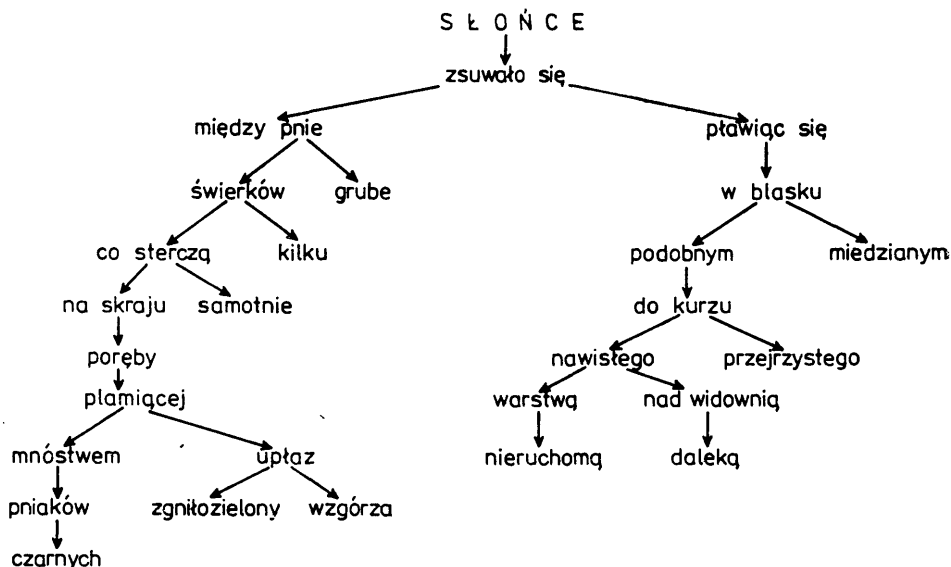 SŁOŃCE
zsuwało się
między pnie pławiąc się
świerków grube w blasku
co sterczą kilku podobnym miedzianym
na skraju samotnie do kurzu
poręby nawisłego przejrzystego
plamiącej warstwą nad widownią
mnóstwem upłaz nieruchomą daleką
pniaków zgniłozielony wzgórza
czarnych